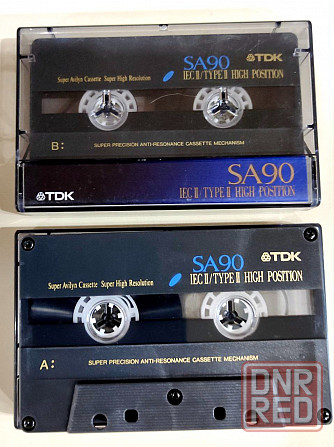 SA90
TDK
Super Avilyn Cassette Super High Resolution
IEC II/TYPE II HIGH POSITION
B:
SUPER PRECISION ANTI-RESONANCE CASSETTE MECHANISM
SA90
IEC II/TYPE II HIGH POSITION
TDK
SA90
TDK
Super Avilyn Cassette Super High Resolution
IEC II/TYPE II HIGH POSITION
A:
SUPER PRECISION ANTI-RESONANCE CASSETTE MECHANISM
DNR
RED